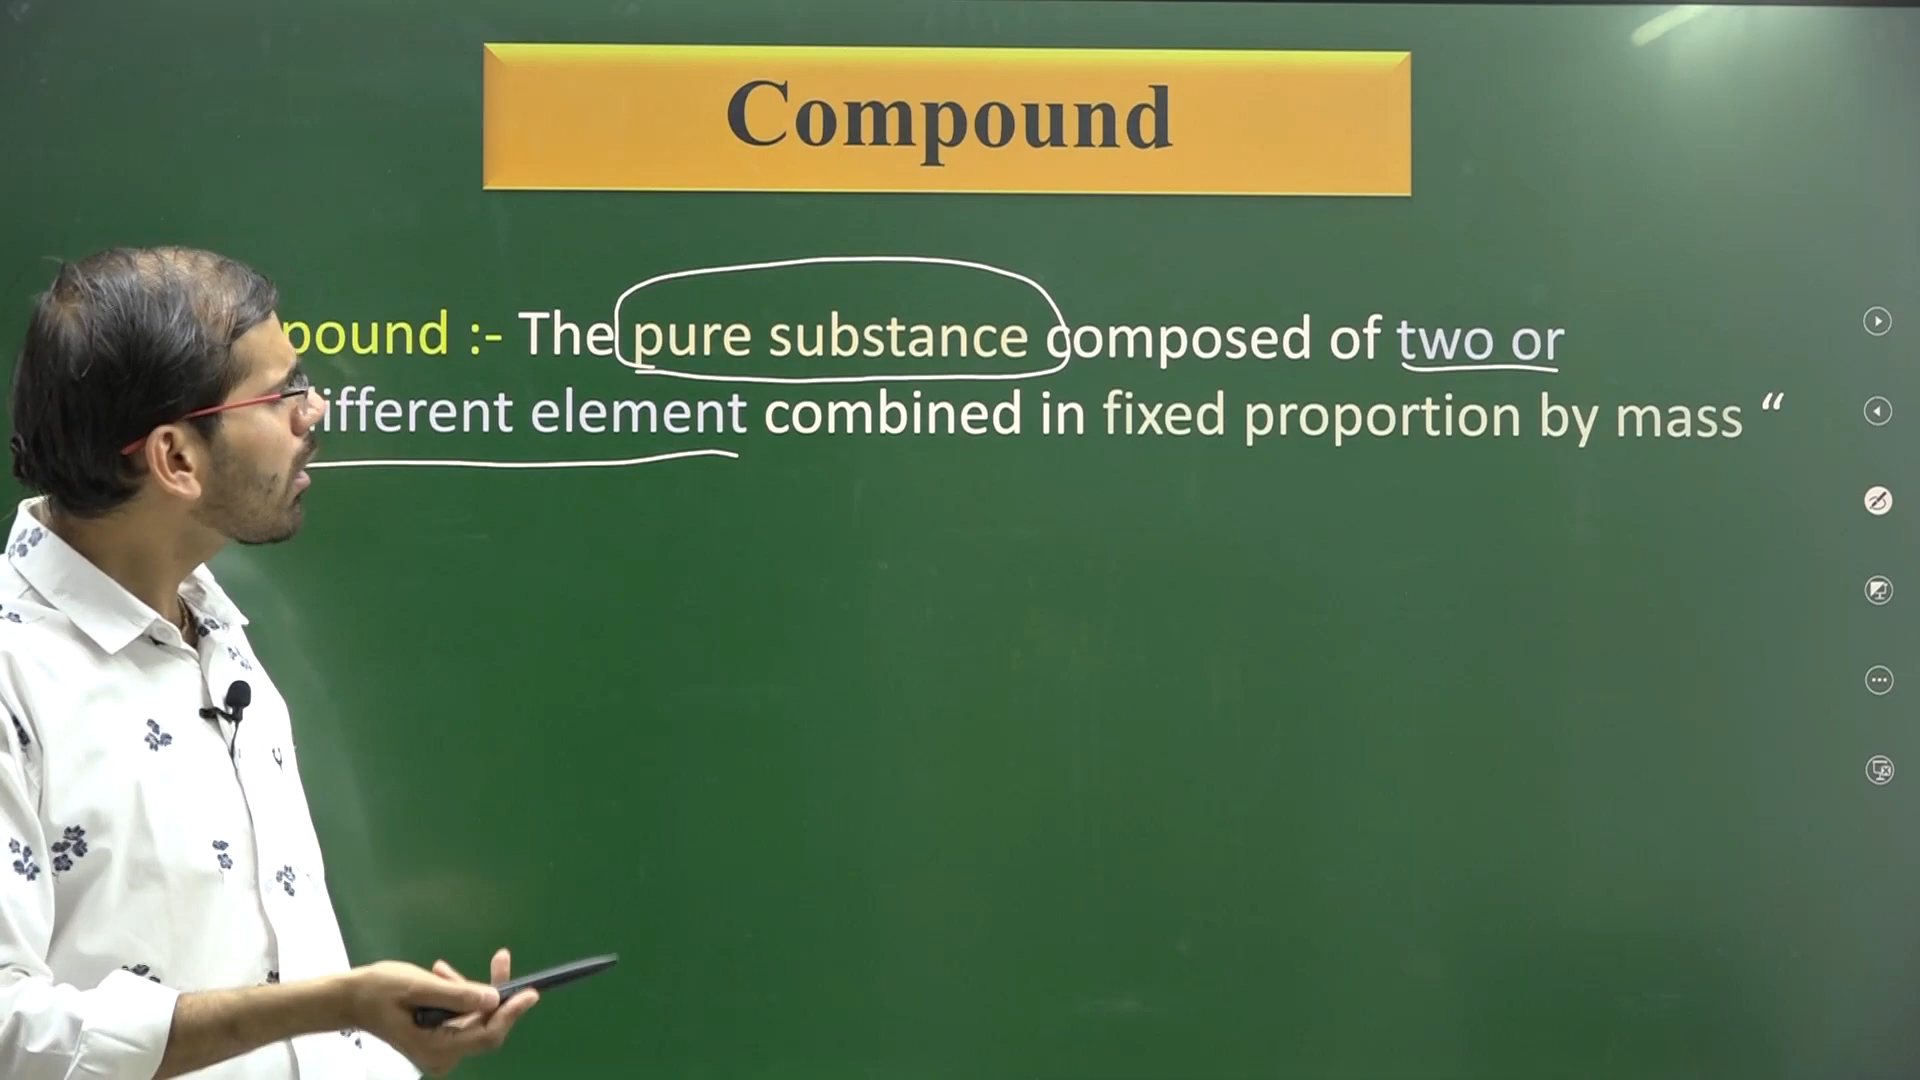 Compound
pound :- The pure substance composed of two or
ifferent element combined in fixed proportion by mass “